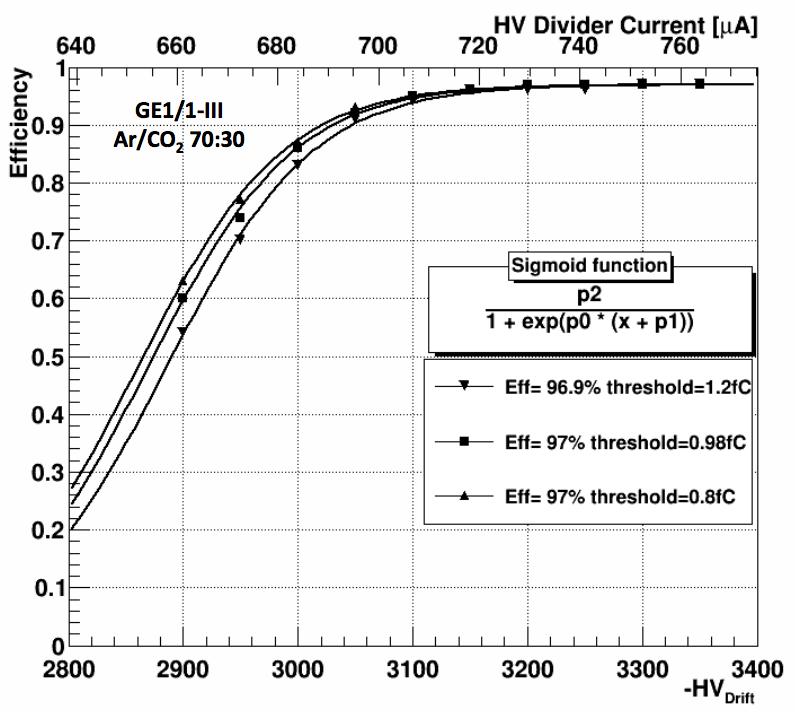 HV Divider Current [μA]
640 660 680 700 720 740 760
Efficiency
GE1/1-III
Ar/CO₂ 70:30
1
0.9
0.8
0.7
0.6
0.5
0.4
0.3
0.2
0.1
0
Sigmoid function
p2
1 + exp(p0 * (x + p1))
Eff= 96.9% threshold=1.2fC
Eff= 97% threshold=0.98fC
Eff= 97% threshold=0.8fC
2800 2900 3000 3100 3200 3300 3400
-HV_Drift